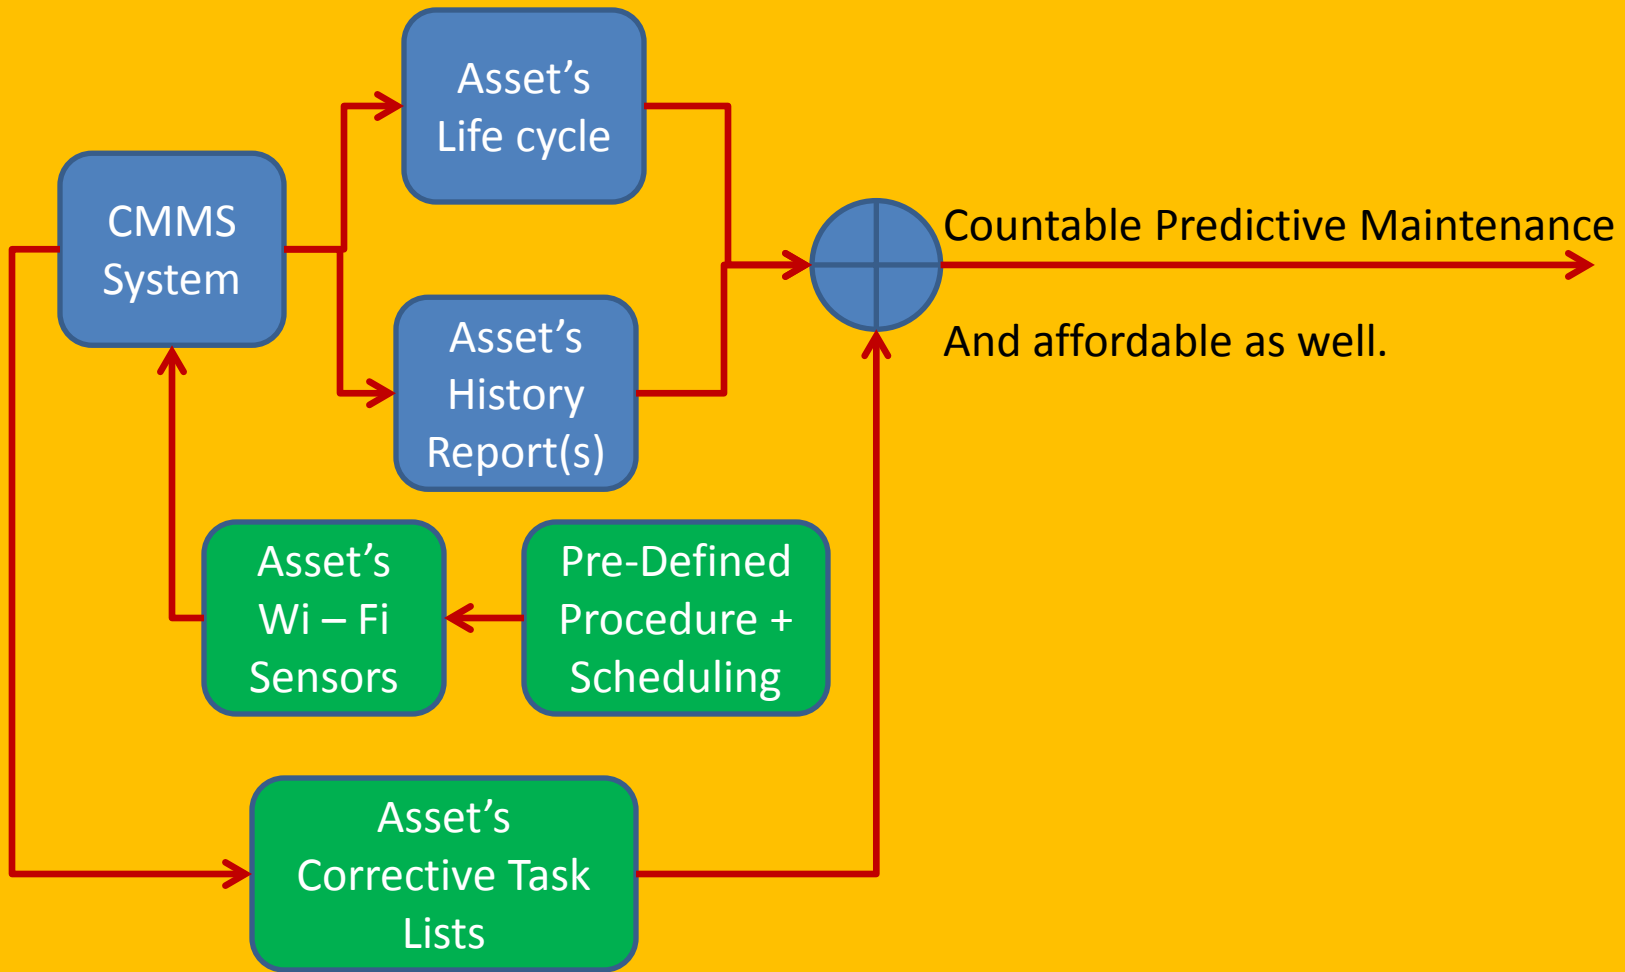 Asset’s
Life cycle
CMMS
System
Countable Predictive Maintenance
And affordable as well.
Asset’s
History
Report(s)
Asset’s
Wi – Fi
Sensors
Pre-Defined
Procedure +
Scheduling
Asset’s
Corrective Task
Lists